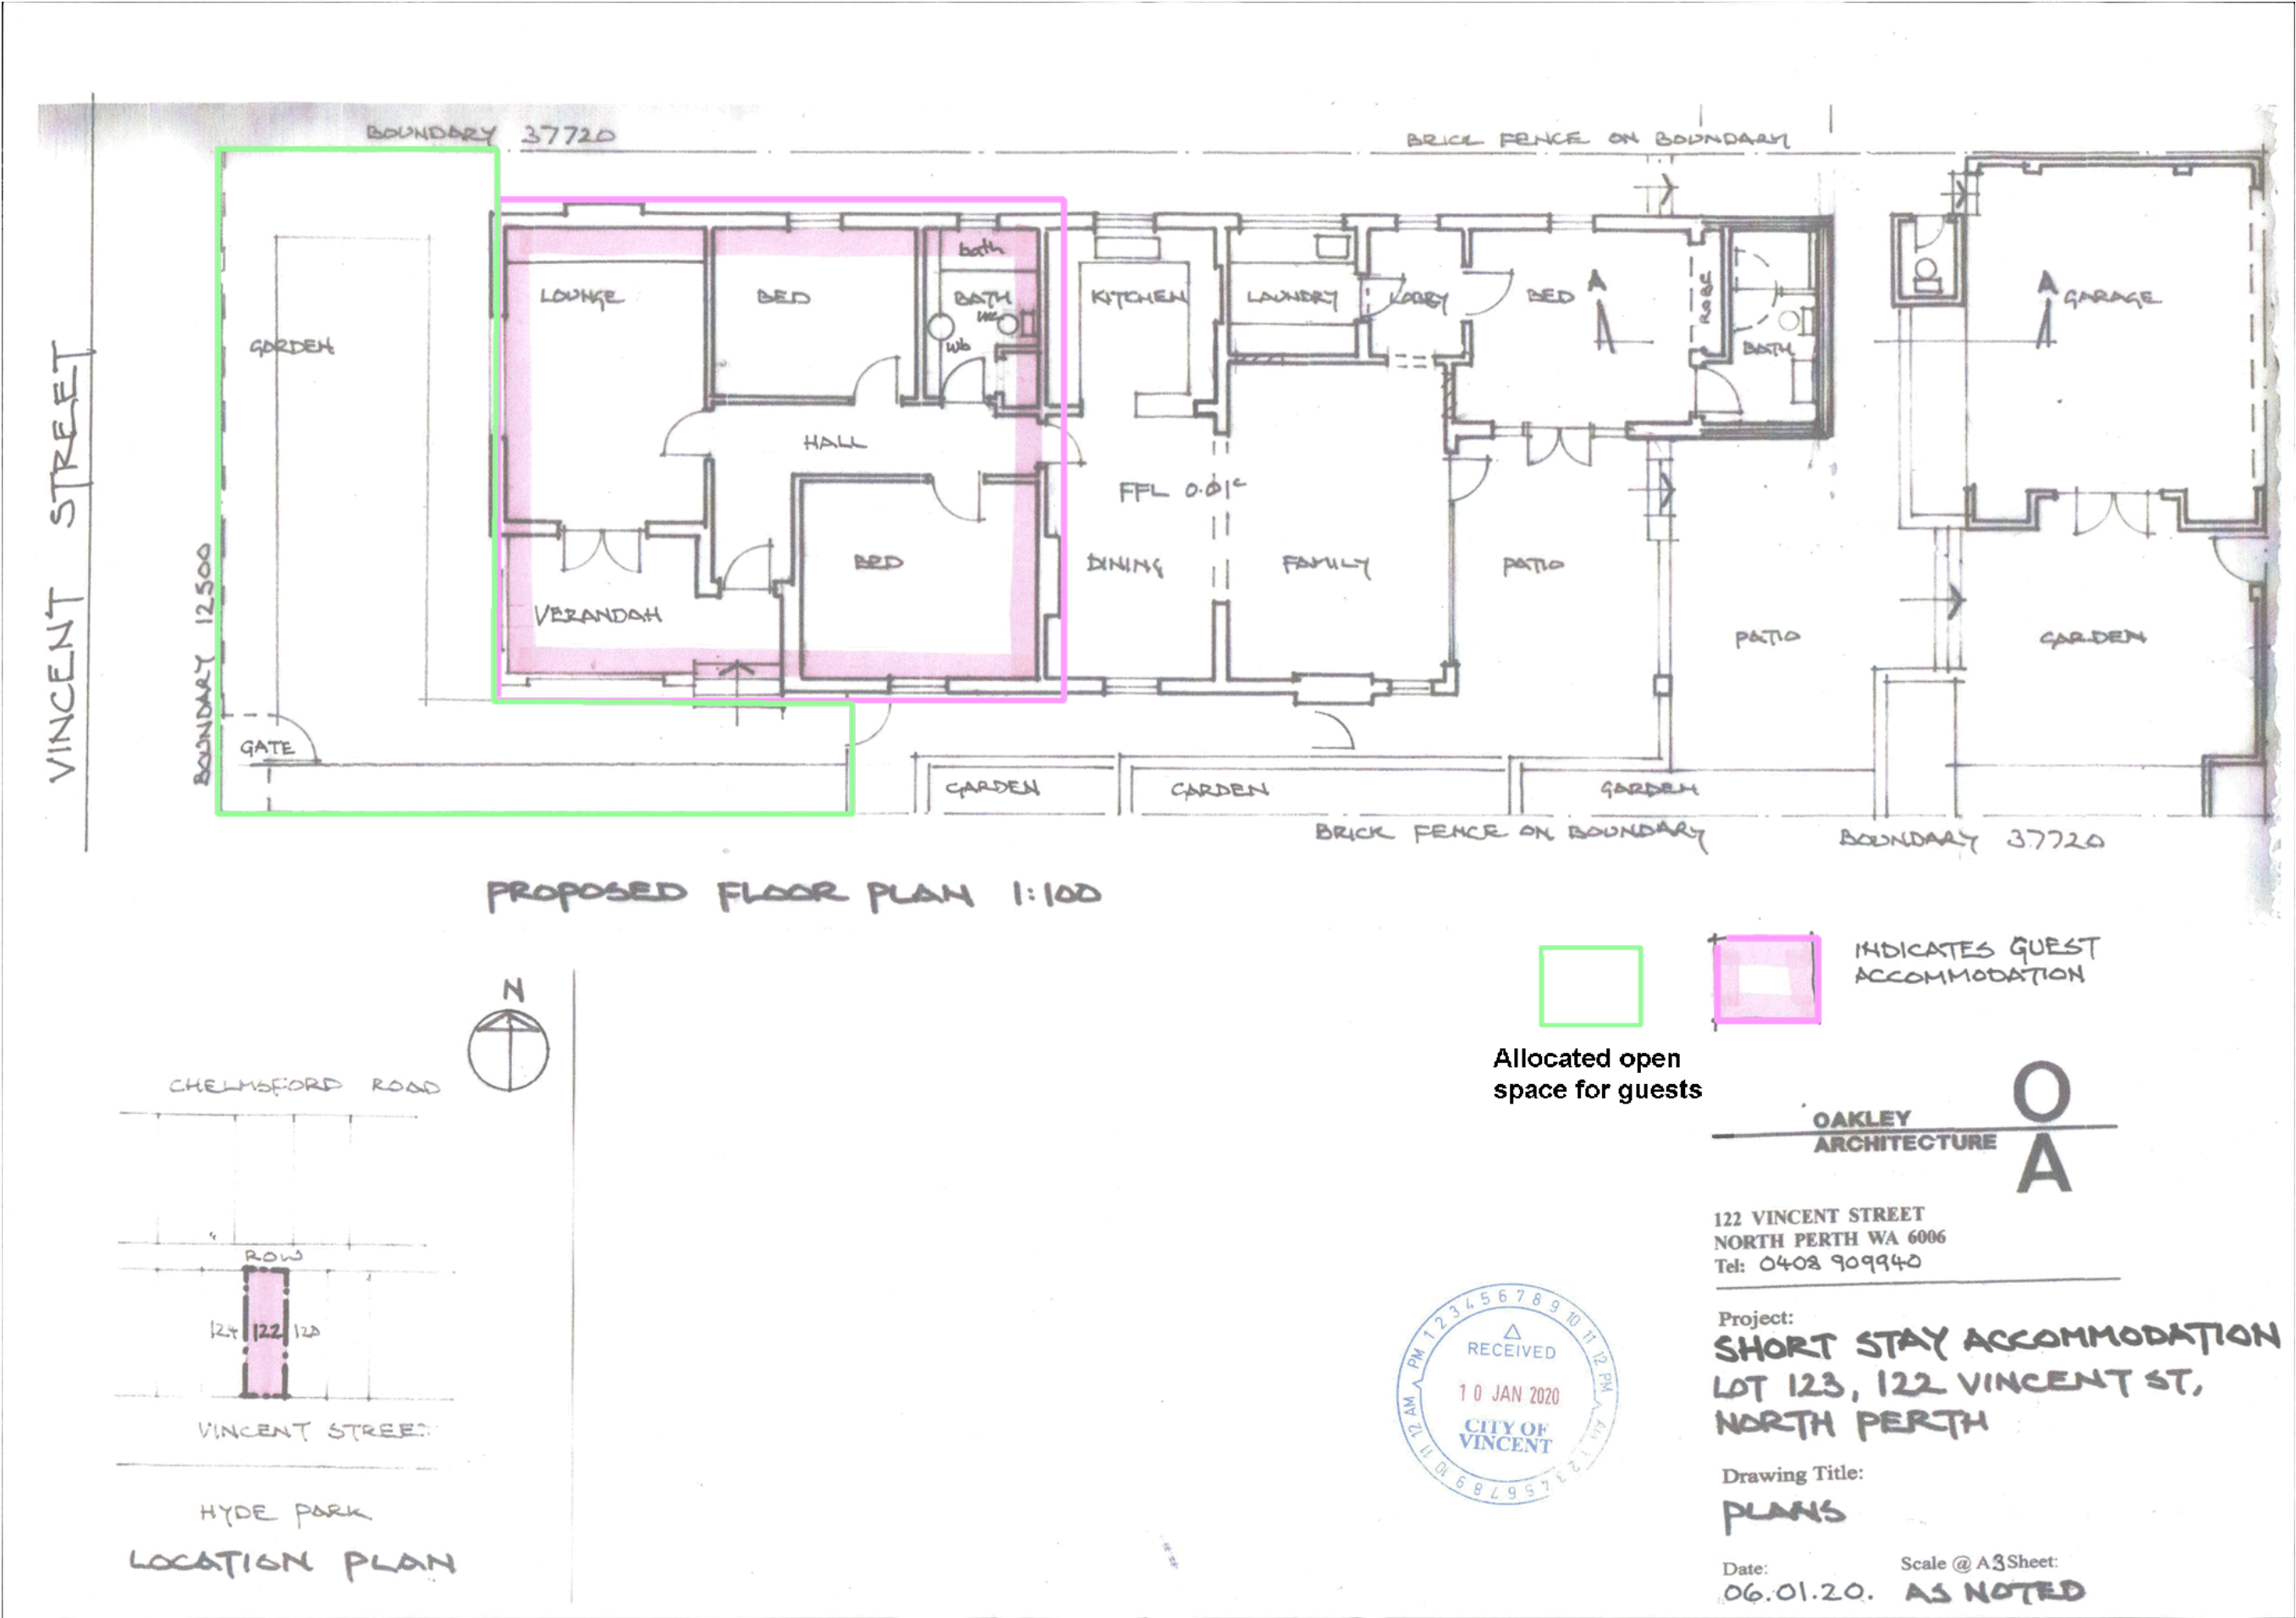 BOUNDARY 37720
BRICK FENCE ON BOUNDARY
VINCENT STREET
BOUNDARY 12500
GARDEN
GATE
LOUNGE
BED
bath
BATH
WC
Wb
HALL
BED
VERANDAH
KITCHEN
LAUNDRY
LOBBY
BED
A
ROBE
BATH
A
GARAGE
DINING
FAMILY
PATIO
PATIO
GARDEN
GARDEN
GARDEN
GARDEN
BRICK FENCE ON BOUNDARY
BOUNDARY 37720
PROPOSED FLOOR PLAN 1:100
INDICATES GUEST
ACCOMMODATION
Allocated open
space for guests
N
CHELMSFORD ROAD
ROW
124
122
120
VINCENT STREET
HYDE PARK
LOCATION PLAN
OAKLEY
ARCHITECTURE
O
A
122 VINCENT STREET
NORTH PERTH WA 6006
Tel: 0408 909940
Project:
SHORT STAY ACCOMMODATION
LOT 123, 122 VINCENT ST,
NORTH PERTH
Drawing Title:
PLANS
Date:
06.01.20.
Scale @ A3 Sheet:
AS NOTED
RECEIVED
10 JAN 2020
CITY OF
VINCENT